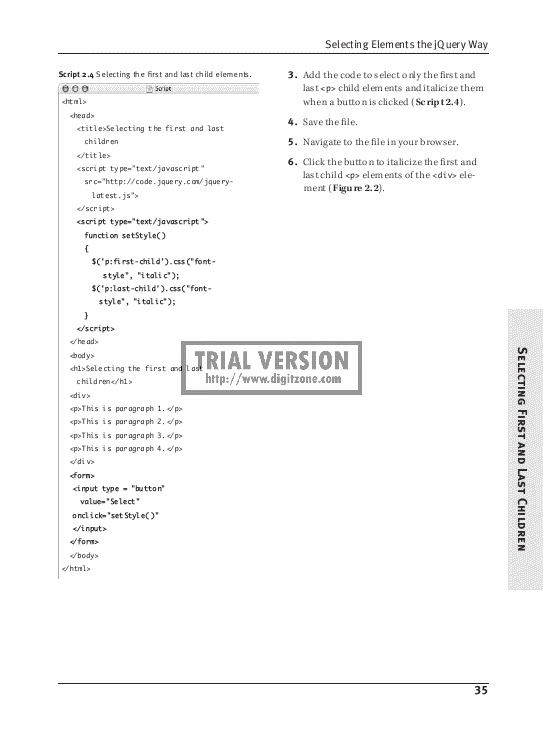 Selecting Elements the jQuery Way
Script 2.4 Selecting the first and last child elements.
Script
<html>
<head>
<title>Selecting the first and last
children
</title>
<script type="text/javascript"
src="http://code.jquery.com/jquery-
latest.js">
</script>
<script type="text/javascript">
function setStyle()
{
$('p:first-child').css("font-
style", "italic");
$('p:last-child').css("font-
style", "italic");
}
</script>
</head>
<body>
<h1>Selecting the first and last
children</h1>
<div>
<p>This is paragraph 1.</p>
<p>This is paragraph 2.</p>
<p>This is paragraph 3.</p>
<p>This is paragraph 4.</p>
</div>
<form>
<input type = "button"
value="Select"
onclick="setStyle()"
</input>
</form>
</body>
</html>
3. Add the code to select only the first and
last <p> child elements and italicize them
when a button is clicked (Script 2.4).
4. Save the file.
5. Navigate to the file in your browser.
6. Click the button to italicize the first and
last child <p> elements of the <div> ele-
ment (Figure 2.2).
TRIAL VERSION
http://www.digitzone.com
Selecting First and Last Children
35